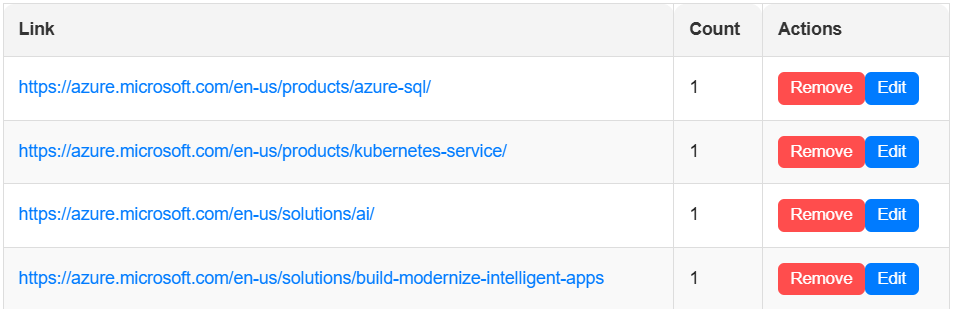 Link Count Actions
https://azure.microsoft.com/en-us/products/azure-sql/ 1 Remove Edit
https://azure.microsoft.com/en-us/products/kubernetes-service/ 1 Remove Edit
https://azure.microsoft.com/en-us/solutions/ai/ 1 Remove Edit
https://azure.microsoft.com/en-us/solutions/build-modernize-intelligent-apps 1 Remove Edit